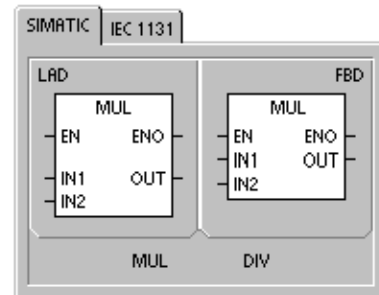 SIMATIC IEC 1131
LAD FBD
MUL MUL
EN ENO EN ENO
IN1 OUT IN1 OUT
IN2 IN2
MUL DIV